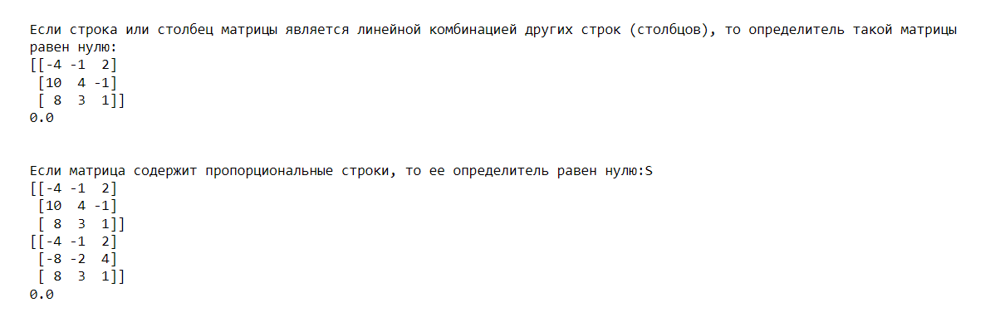 Если строка или столбец матрицы является линейной комбинацией других строк (столбцов), то определитель такой матрицы
равен нулю:
[[-4 -1  2]
 [10  4 -1]
 [ 8  3  1]]
0.0
Если матрица содержит пропорциональные строки, то ее определитель равен нулю:S
[[-4 -1  2]
 [10  4 -1]
 [ 8  3  1]]
[[-4 -1  2]
 [-8 -2  4]
 [ 8  3  1]]
0.0